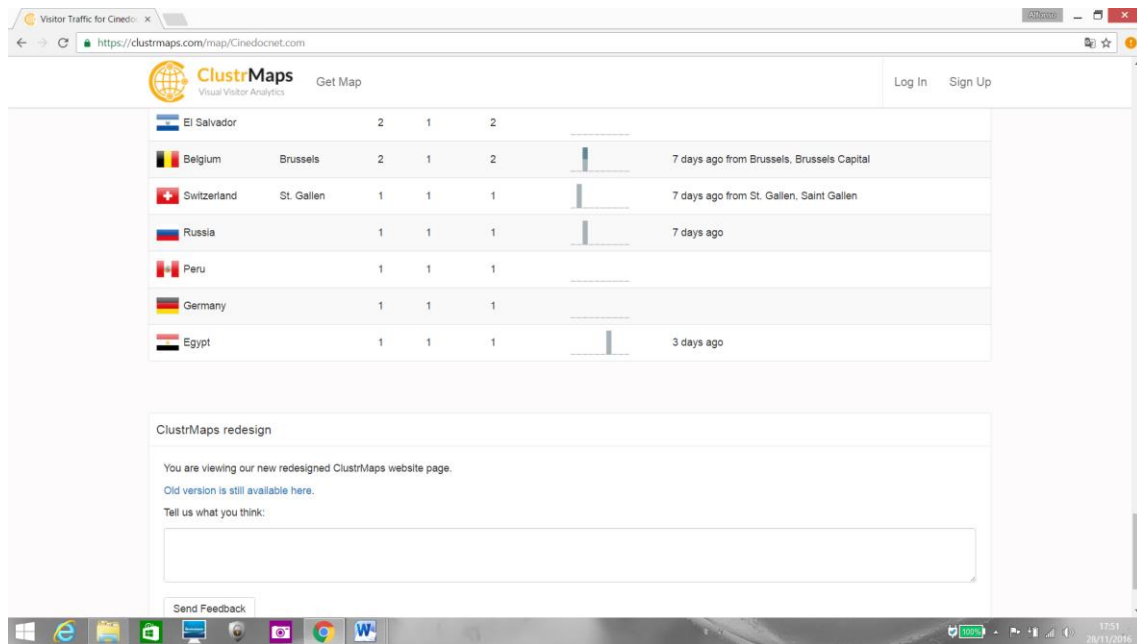 Visitor Traffic for Cinedo
Alfonso
https://clustrmaps.com/map/Cinedocnet.com
ClustrMaps
Visual Visitor Analytics
Get Map
Log In
Sign Up
El Salvador 2 1 2
Belgium Brussels 2 1 2 7 days ago from Brussels, Brussels Capital
Switzerland St. Gallen 1 1 1 7 days ago from St. Gallen, Saint Gallen
Russia 1 1 1 7 days ago
Peru 1 1 1
Germany 1 1 1
Egypt 1 1 1 3 days ago
ClustrMaps redesign
You are viewing our new redesigned ClustrMaps website page.
Old version is still available here.
Tell us what you think:
Send Feedback
100%
17:51
28/11/2016